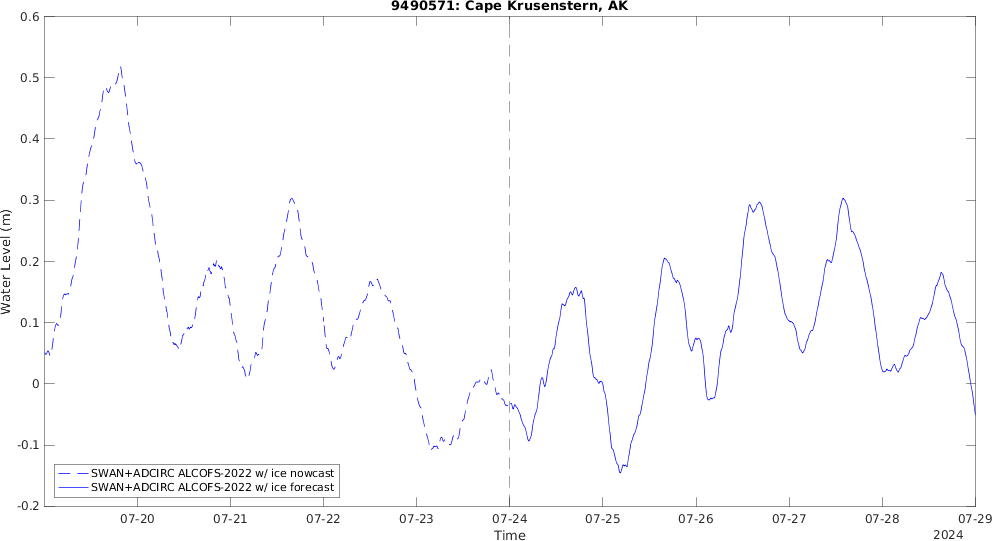 9490571: Cape Krusenstern, AK
0.6
0.5
0.4
0.3
0.2
0.1
0
-0.1
-0.2
Water Level (m)
SWAN+ADCIRC ALCOFS-2022 w/ ice nowcast
SWAN+ADCIRC ALCOFS-2022 w/ ice forecast
07-20 07-21 07-22 07-23 07-24 07-25 07-26 07-27 07-28 07-29
Time
2024